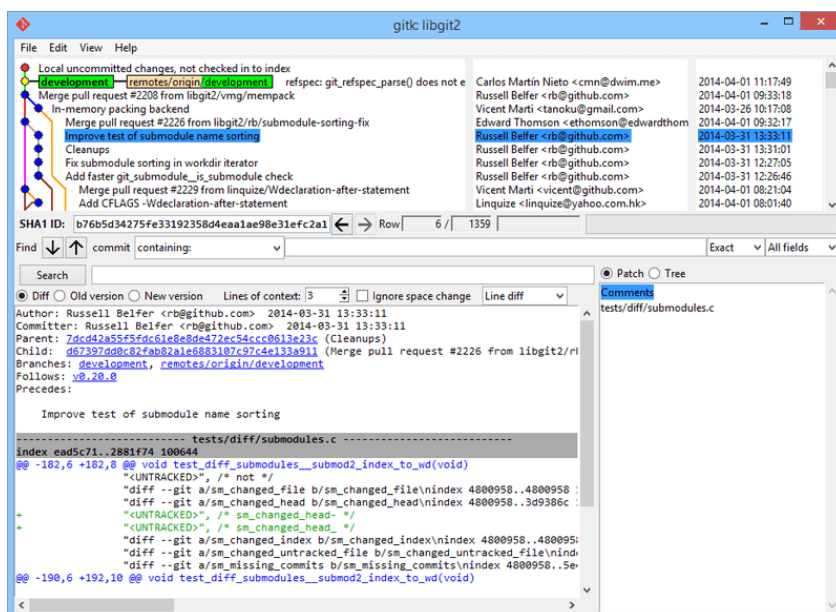 gitk: libgit2
File Edit View Help
Local uncommitted changes, not checked in to index
development remotes/origin/development refspec: git_refspec_parse() does not e Carlos Martín Nieto <cmn@dwim.me> 2014-04-01 11:17:49
Merge pull request #2208 from libgit2/vmg/mempack Russell Belfer <rb@github.com> 2014-04-01 09:33:18
In-memory packing backend Vicent Marti <tanoku@gmail.com> 2014-03-26 10:17:08
Merge pull request #2226 from libgit2/rb/submodule-sorting-fix Edward Thomson <ethomson@edwardthom 2014-04-01 09:32:17
Improve test of submodule name sorting Russell Belfer <rb@github.com> 2014-03-31 13:33:11
Cleanups Russell Belfer <rb@github.com> 2014-03-31 13:31:01
Fix submodule sorting in workdir iterator Russell Belfer <rb@github.com> 2014-03-31 12:27:05
Add faster git_submodule__is_submodule check Russell Belfer <rb@github.com> 2014-03-31 12:26:46
Merge pull request #2229 from linquize/Wdeclaration-after-statement Vicent Marti <vicent@github.com> 2014-04-01 08:21:04
Add CFLAGS -Wdeclaration-after-statement Linquize <linquize@yahoo.com.hk> 2014-04-01 08:01:40
SHA1 ID: b76b5d34275fe33192358d4eaa1ae98e31efc2a1 Row 6 / 1359
Find commit containing: Exact All fields
Search Patch Tree
Diff Old version New version Lines of context: 3 Ignore space change Line diff
Comments
tests/diff/submodules.c
Author: Russell Belfer <rb@github.com> 2014-03-31 13:33:11
Committer: Russell Belfer <rb@github.com> 2014-03-31 13:33:11
Parent: 7dcd42a55f5fdc61e8e8de472ec54ccc0613e23c (Cleanups)
Child: d67397dd0c82fab82a1e6883107c97c4e133a911 (Merge pull request #2226 from libgit2/rl
Branches: development, remotes/origin/development
Follows: v0.20.0
Precedes:
Improve test of submodule name sorting
---------------------------- tests/diff/submodules.c ----------------------------
index ead5c71..2881f74 100644
@@ -182,6 +182,8 @@ void test_diff_submodules__submod2_index_to_wd(void)
"<UNTRACKED>", /* not */
"diff --git a/sm_changed_file b/sm_changed_file\nindex 4800958..4800958
"diff --git a/sm_changed_head b/sm_changed_head\nindex 4800958..3d9386c
+ "<UNTRACKED>", /* sm_changed_head- */
+ "<UNTRACKED>", /* sm_changed_head_ */
"diff --git a/sm_changed_index b/sm_changed_index\nindex 4800958..480095
"diff --git a/sm_changed_untracked_file b/sm_changed_untracked_file\nind
"diff --git a/sm_missing_commits b/sm_missing_commits\nindex 4800958..5e
@@ -190,6 +192,10 @@ void test_diff_submodules__submod2_index_to_wd(void)